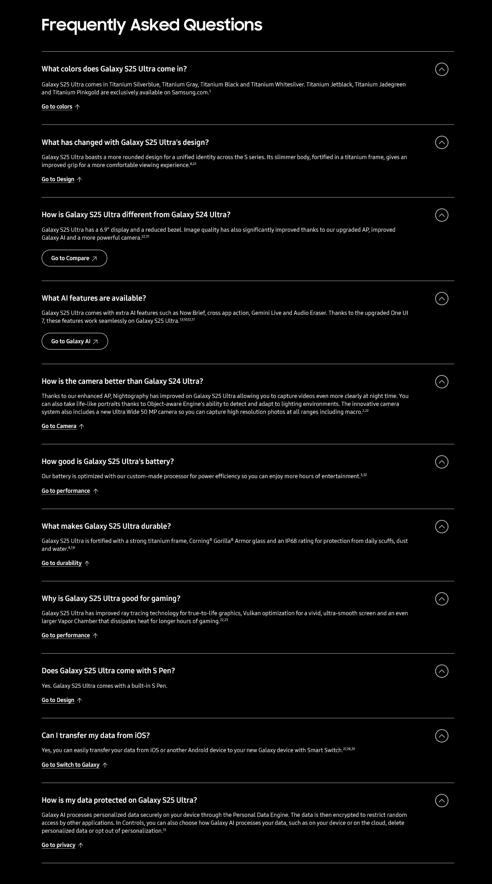 Frequently Asked Questions
What colors does Galaxy S25 Ultra come in?
Galaxy S25 Ultra comes in Titanium Silverblue, Titanium Gray, Titanium Black and Titanium Whitesilver. Titanium Jetblack, Titanium Jadegreen
and Titanium Pinkgold are exclusively available on Samsung.com.
Go to colors
What has changed with Galaxy S25 Ultra's design?
Galaxy S25 Ultra boasts a more rounded design for a unified identity across the S series. Its slimmer body, fortified in a titanium frame, gives an
improved grip for a more comfortable viewing experience.
Go to Design
How is Galaxy S25 Ultra different from Galaxy S24 Ultra?
Galaxy S25 Ultra has a 6.9" display and a reduced bezel. Image quality has also significantly improved thanks to our upgraded AP, improved
Galaxy AI and a more powerful camera.
Go to Compare
What AI features are available?
Galaxy S25 Ultra comes with extra AI features such as Now Brief, cross app action, Gemini Live and Audio Eraser. Thanks to the upgraded One UI
7, these features work seamlessly on Galaxy S25 Ultra.
Go to Galaxy AI
How is the camera better than Galaxy S24 Ultra?
Thanks to our enhanced AP, Nightography has improved on Galaxy S25 Ultra allowing you to capture videos even more clearly at night time. You
can also take life-like portraits thanks to Object-aware Engine's ability to detect and adapt to lighting environments. The innovative camera
system also includes a new Ultra Wide 50 MP camera so you can capture high resolution photos at all ranges including macro.
Go to Camera
How good is Galaxy S25 Ultra's battery?
Our battery is optimized with our custom-made processor for power efficiency so you can enjoy more hours of entertainment.
Go to performance
What makes Galaxy S25 Ultra durable?
Galaxy S25 Ultra is fortified with a strong titanium frame, Corning® Gorilla® Armor glass and an IP68 rating for protection from daily scuffs, dust
and water.
Go to durability
Why is Galaxy S25 Ultra good for gaming?
Galaxy S25 Ultra has improved ray tracing technology for true-to-life graphics, Vulkan optimization for a vivid, ultra-smooth screen and an even
larger Vapor Chamber that dissipates heat for longer hours of gaming.
Go to performance
Does Galaxy S25 Ultra come with S Pen?
Yes. Galaxy S25 Ultra comes with a built-in S Pen.
Go to Design
Can I transfer my data from iOS?
Yes, you can easily transfer your data from iOS or another Android device to your new Galaxy device with Smart Switch.
Go to Switch to Galaxy
How is my data protected on Galaxy S25 Ultra?
Galaxy AI processes personalized data securely on your device through the Personal Data Engine. The data is then encrypted to restrict random
access by other applications. In Controls, you can also choose how Galaxy AI processes your data, such as on your device or on the cloud, delete
personalized data or opt out of personalization.
Go to privacy